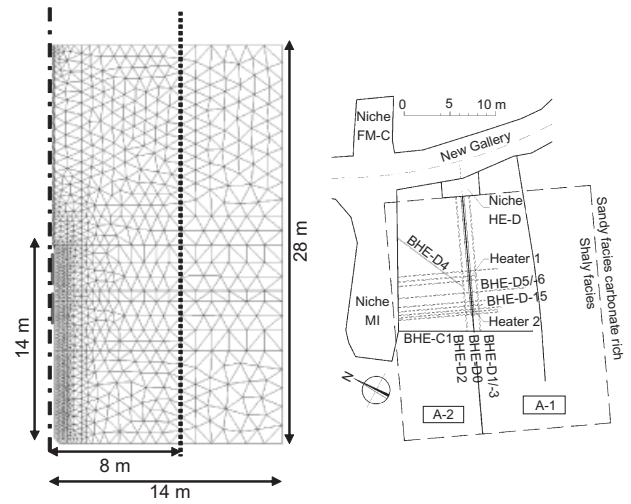 14 m
28 m
8 m
14 m
0 5 10 m
Niche
FM-C
New Gallery
Niche
HE-D
BHE-D4
Heater 1
BHE-D5/-6
BHE-D-15
Niche
MI
Heater 2
BHE-C1
BHE-D2
BHE-D0
BHE-D1/-3
Sandy facies carbonate rich
Shaly facies
N
A-2
A-1